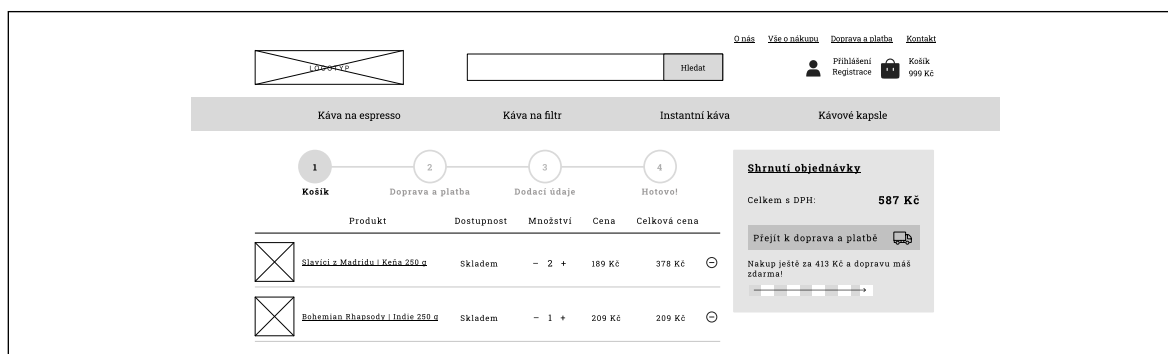 O nás Vše o nákupu Doprava a platba Kontakt
LOGOTYP
Hledat
Přihlášení
Registrace
Košík
999 Kč
Káva na espresso Káva na filtr Instantní káva Kávové kapsle
1 2 3 4
Košík Doprava a platba Dodací údaje Hotovo!
Produkt Dostupnost Množství Cena Celková cena
Slavíci z Madridu | Keňa 250 g Skladem – 2 + 189 Kč 378 Kč
Bohemian Rhapsody | Indie 250 g Skladem – 1 + 209 Kč 209 Kč
Shrnutí objednávky
Celkem s DPH: 587 Kč
Přejít k doprava a platbě
Nakup ještě za 413 Kč a dopravu máš
zdarma!